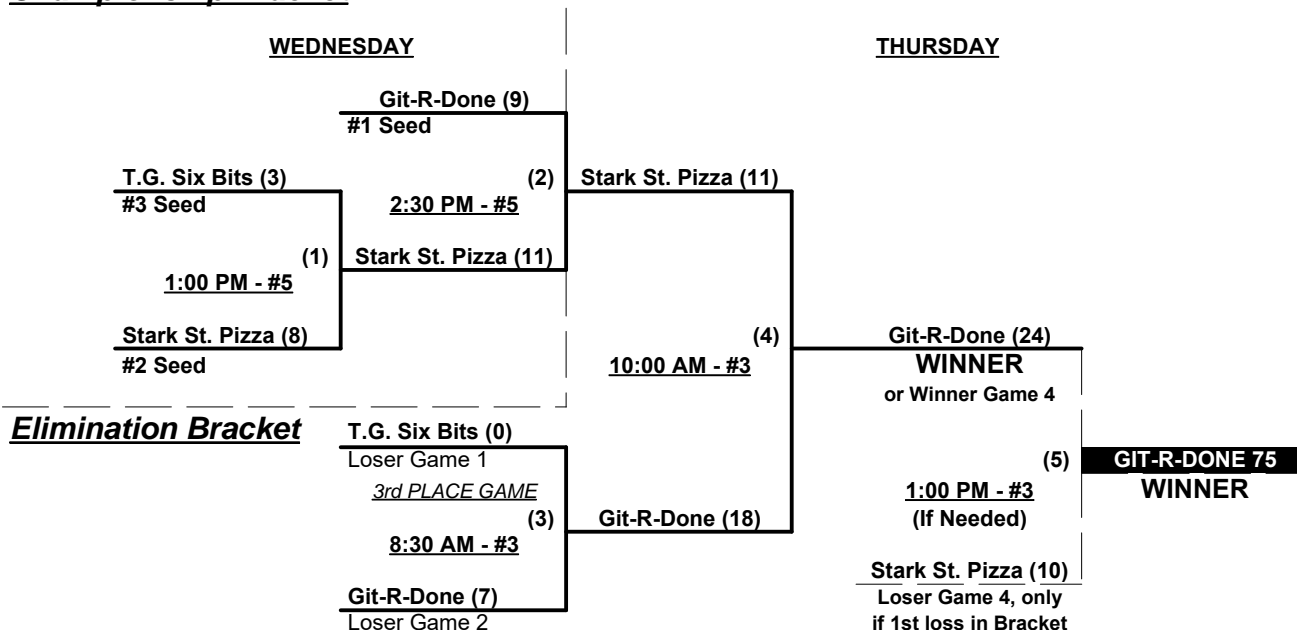 WEDNESDAY
THURSDAY
Git-R-Done (9)
#1 Seed
T.G. Six Bits (3)
#3 Seed
(2)
2:30 PM - #5
Stark St. Pizza (11)
(1)
1:00 PM - #5
Stark St. Pizza (11)
Stark St. Pizza (8)
#2 Seed
(4)
10:00 AM - #3
Git-R-Done (24)
WINNER
or Winner Game 4
Elimination Bracket
T.G. Six Bits (0)
Loser Game 1
3rd PLACE GAME
(3)
8:30 AM - #3
Git-R-Done (18)
(5)
1:00 PM - #3
(If Needed)
GIT-R-DONE 75
WINNER
Git-R-Done (7)
Loser Game 2
Stark St. Pizza (10)
Loser Game 4, only
if 1st loss in Bracket